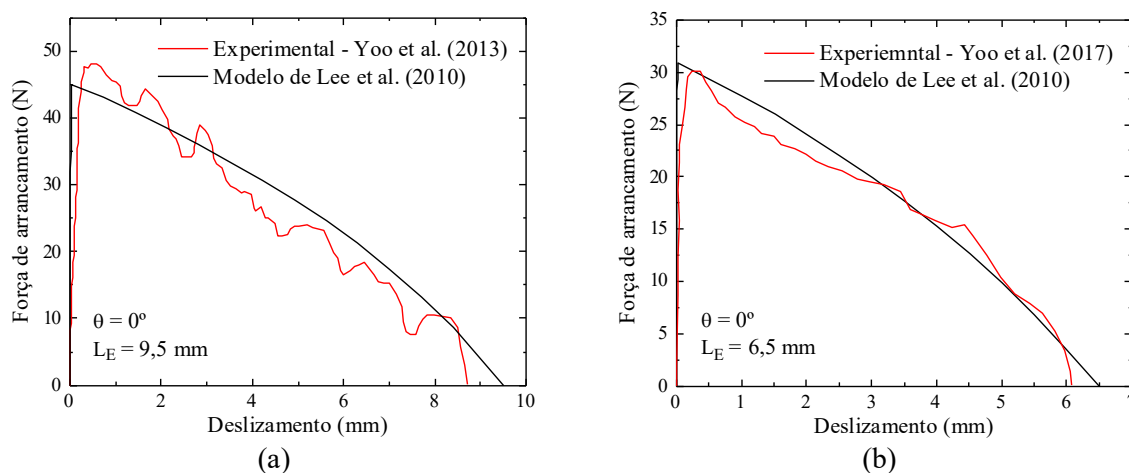 Experimental - Yoo et al. (2013)
Modelo de Lee et al. (2010)
Força de arrancamento (N)
50
40
30
20
10
0
θ = 0º
L_E = 9,5 mm
0 2 4 6 8 10
Deslizamento (mm)
(a)
Experiemntal - Yoo et al. (2017)
Modelo de Lee et al. (2010)
Força de arrancamento (N)
35
30
25
20
15
10
5
0
θ = 0º
L_E = 6,5 mm
0 1 2 3 4 5 6 7
Deslizamento (mm)
(b)